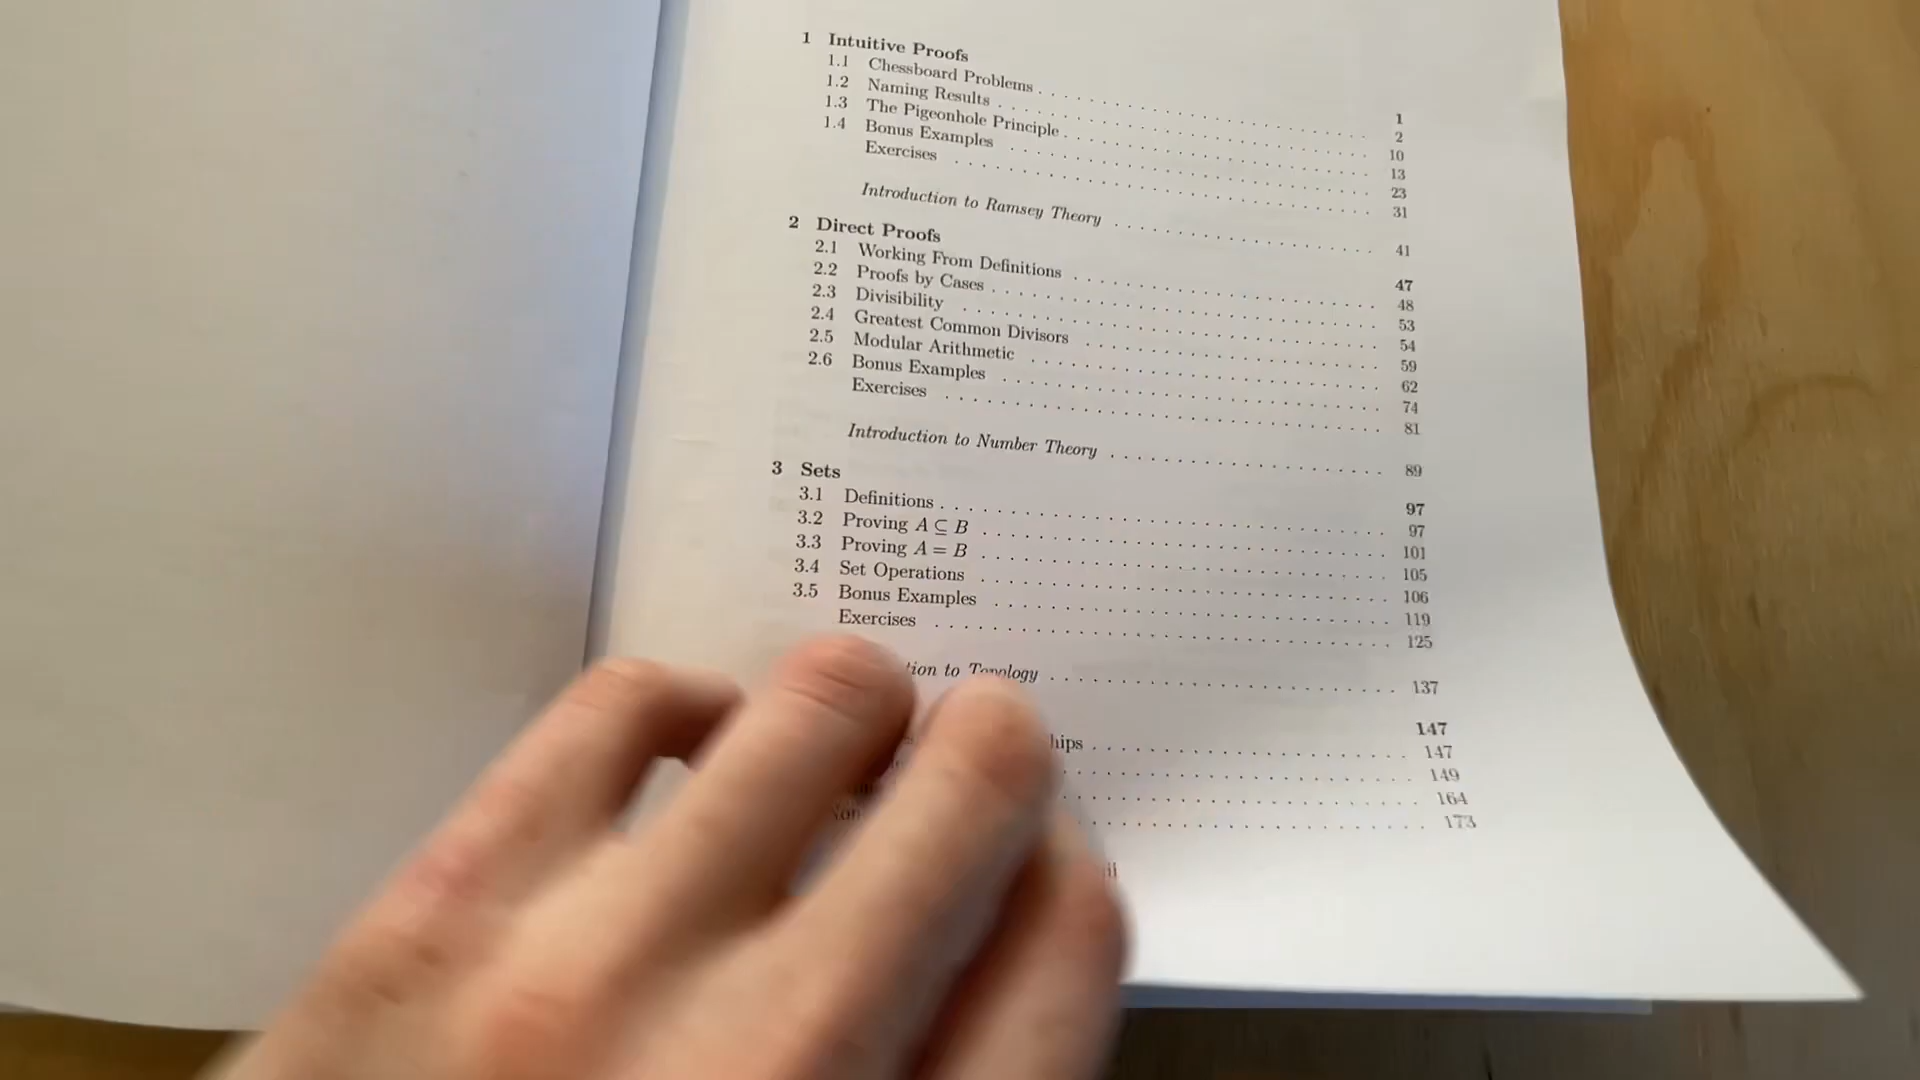 1 Intuitive Proofs 1
1.1 Chessboard Problems 2
1.2 Naming Results 10
1.3 The Pigeonhole Principle 13
1.4 Bonus Examples 23
Exercises 31
Introduction to Ramsey Theory 41
2 Direct Proofs 47
2.1 Working From Definitions 48
2.2 Proofs by Cases 53
2.3 Divisibility 54
2.4 Greatest Common Divisors 59
2.5 Modular Arithmetic 62
2.6 Bonus Examples 74
Exercises 81
Introduction to Number Theory 89
3 Sets 97
3.1 Definitions 97
3.2 Proving A ⊆ B 101
3.3 Proving A = B 105
3.4 Set Operations 106
3.5 Bonus Examples 119
Exercises 125
to Topology 137
147
147
149
164
173